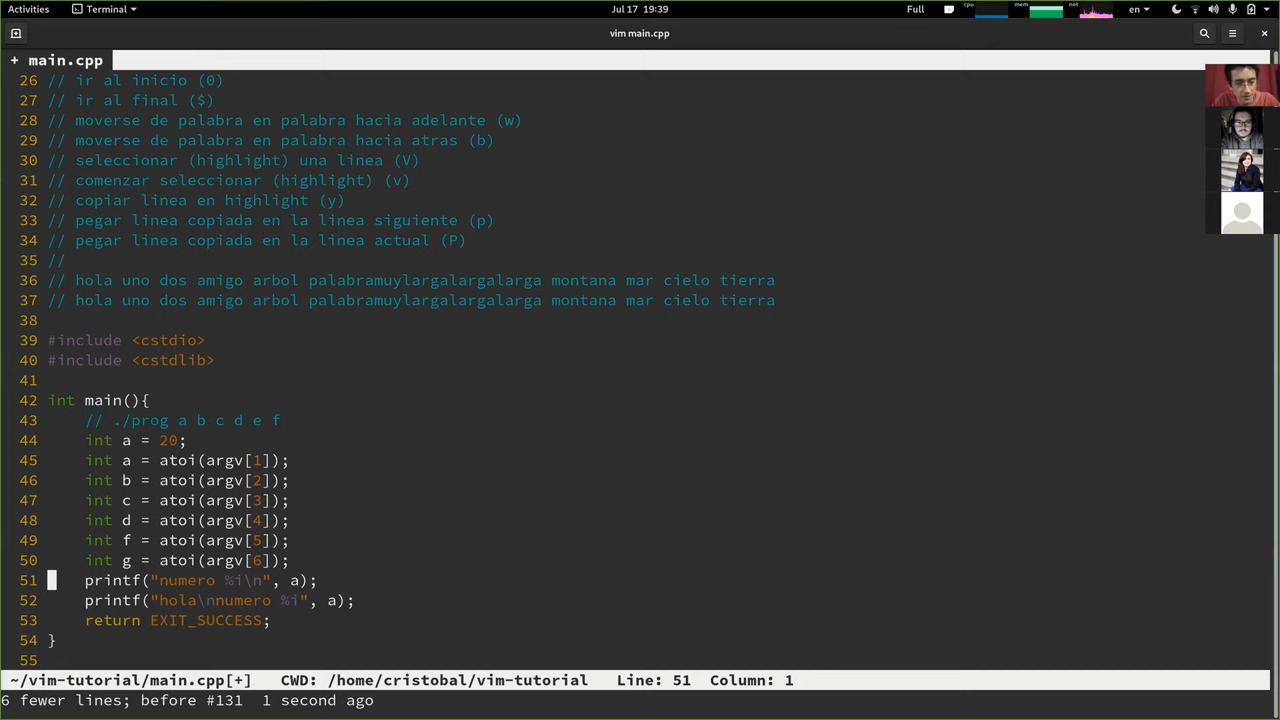 Activities Terminal Jul 17 19:39 Full cpu mem net en
vim main.cpp
+ main.cpp
26 // ir al inicio (0)
27 // ir al final ($)
28 // moverse de palabra en palabra hacia adelante (w)
29 // moverse de palabra en palabra hacia atras (b)
30 // seleccionar (highlight) una linea (V)
31 // comenzar seleccionar (highlight) (v)
32 // copiar linea en highlight (y)
33 // pegar linea copiada en la linea siguiente (p)
34 // pegar linea copiada en la linea actual (P)
35 //
36 // hola uno dos amigo arbol palabramuylargalargalarga montana mar cielo tierra
37 // hola uno dos amigo arbol palabramuylargalargalarga montana mar cielo tierra
38
39 #include <cstdio>
40 #include <cstdlib>
41
42 int main(){
43 // ./prog a b c d e f
44 int a = 20;
45 int a = atoi(argv[1]);
46 int b = atoi(argv[2]);
47 int c = atoi(argv[3]);
48 int d = atoi(argv[4]);
49 int f = atoi(argv[5]);
50 int g = atoi(argv[6]);
51 printf("numero %i\n", a);
52 printf("hola\nnumero %i", a);
53 return EXIT_SUCCESS;
54 }
55
~/vim-tutorial/main.cpp[+] CWD: /home/cristobal/vim-tutorial Line: 51 Column: 1
6 fewer lines; before #131 1 second ago